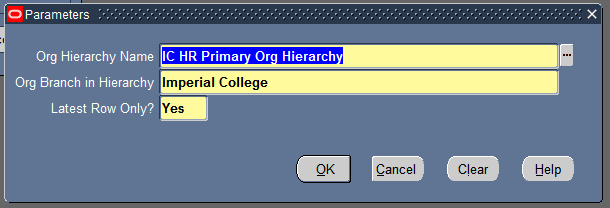 Parameters
Org Hierarchy Name IC HR Primary Org Hierarchy ...
Org Branch in Hierarchy Imperial College
Latest Row Only? Yes
OK Cancel Clear Help